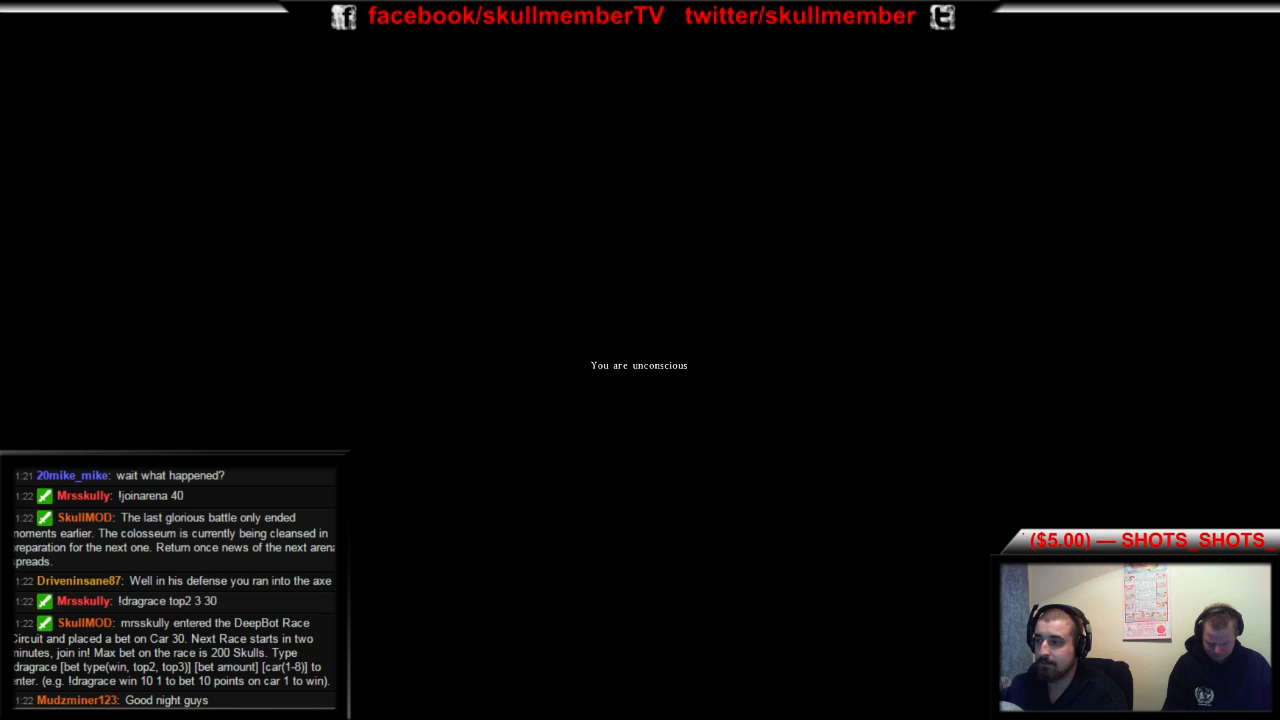 facebook/skullmemberTV twitter/skullmember
You are unconscious
1:21 20mike_mike: wait what happened?
1:22 Mrsskully: !joinarena 40
1:22 SkullMOD: The last glorious battle only ended
moments earlier. The colosseum is currently being cleansed in
preparation for the next one. Return once news of the next arena
spreads.
1:22 Driveninsane87: Well in his defense you ran into the axe
1:22 Mrsskully: !dragrace top2 3 30
1:22 SkullMOD: mrsskully entered the DeepBot Race
Circuit and placed a bet on Car 30. Next Race starts in two
minutes, join in! Max bet on the race is 200 Skulls. Type
!dragrace [bet type(win, top2, top3)] [bet amount] [car(1-8)] to
enter. (e.g. !dragrace win 10 1 to bet 10 points on car 1 to win).
1:22 Mudzminer123: Good night guys
($5.00) — SHOTS_SHOTS_